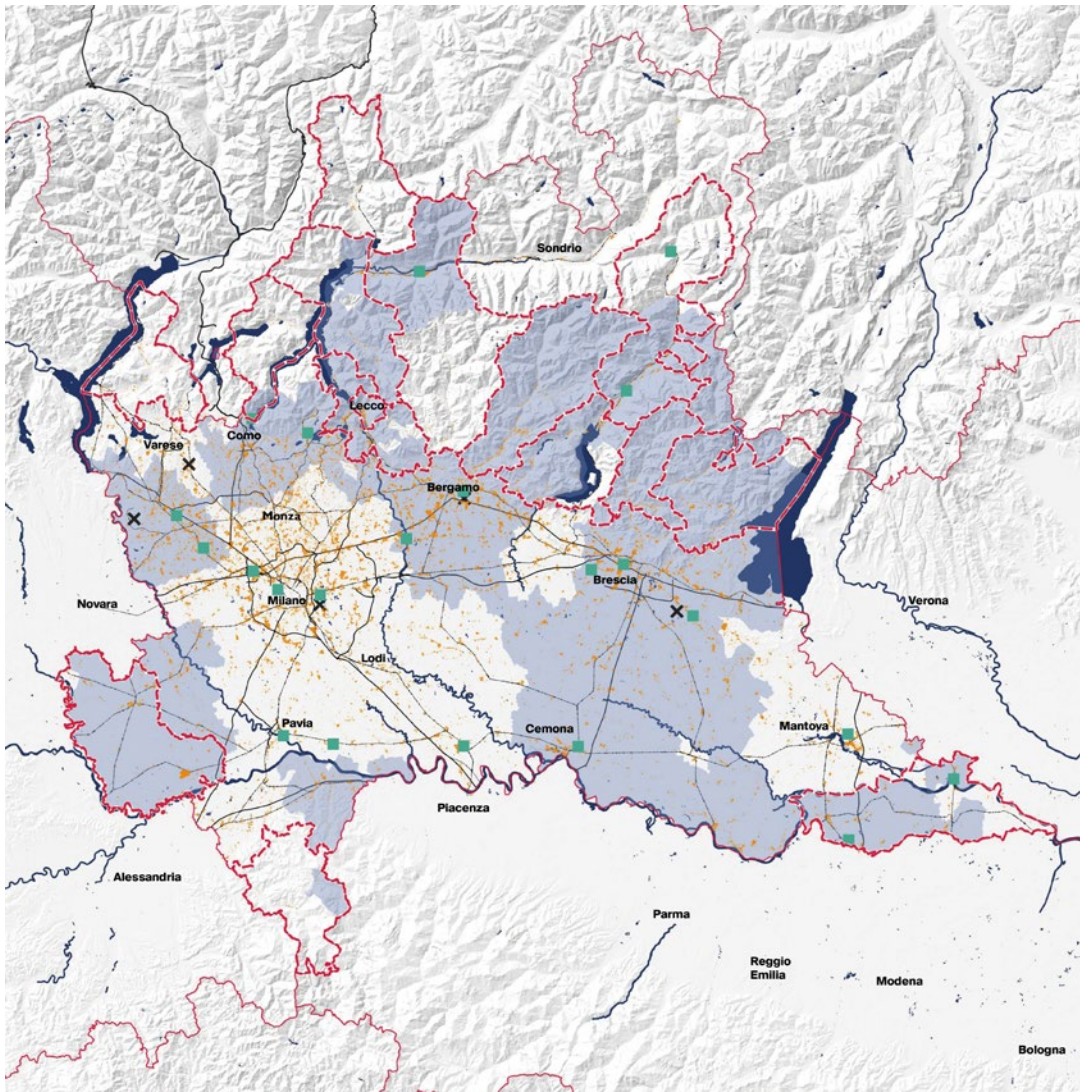 Sondrio
Lecco
Como
Varese
Bergamo
Monza
Brescia
Milano
Novara
Verona
Lodi
Pavia
Cemona
Mantova
Piacenza
Alessandria
Parma
Reggio
Emilia
Modena
Bologna